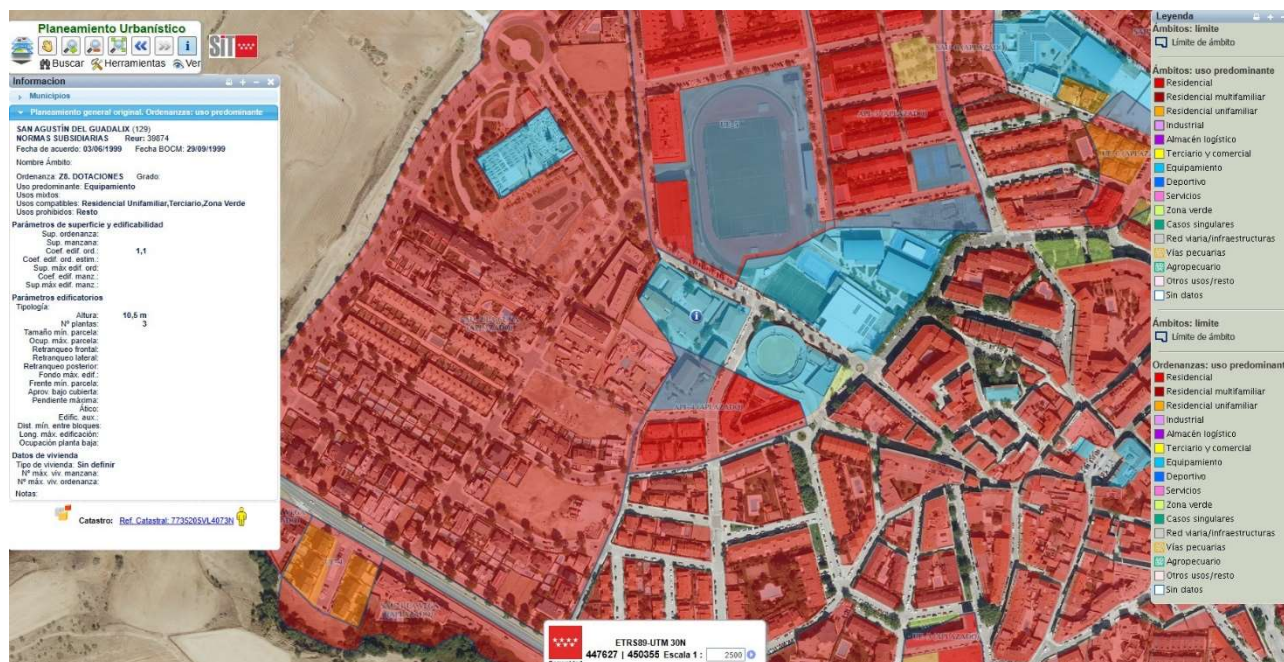 Planeamiento Urbanístico
SIT
Buscar Herramientas Ver
Informacion
Municipios
Planeamiento general original. Ordenanzas: uso predominante
SAN AGUSTÍN DEL GUADALIX (129)
NORMAS SUBSIDIARIAS Reur: 39874
Fecha de acuerdo: 03/06/1999 Fecha BOCM: 29/09/1999
Nombre Ámbito:
Ordenanza: Z8. DOTACIONES Grado:
Uso predominante: Equipamiento
Usos mixtos:
Usos compatibles: Residencial Unifamiliar,Terciario,Zona Verde
Usos prohibidos: Resto
Parámetros de superficie y edificabilidad
Sup. ordenanza:
Sup. manzana:
Coef. edif. ord.: 1,1
Coef. edif. ord. estim.:
Sup. máx edif. ord:
Coef. edif. manz.:
Sup.máx edif. manz.:
Parámetros edificatorios
Tipología:
Altura: 10,5 m
Nº plantas: 3
Tamaño mín. parcela:
Ocup. máx. parcela:
Retranqueo frontal:
Retranqueo lateral:
Retranqueo posterior:
Fondo máx. edif.:
Frente mín. parcela:
Aprov. bajo cubierta:
Pendiente máxima:
Ático:
Edific. aux.:
Dist. mín. entre bloques:
Long. máx. edificación:
Ocupación planta baja:
Datos de vivienda
Tipo de vivienda: Sin definir
Nº máx. viv. manzana:
Nº máx. viv. ordenanza:
Notas:
Catastro: Ref. Catastral: 7735205VL4073N
ETRS89-UTM 30N
447627 | 450355 Escala 1 : 2500
Leyenda
Ámbitos: límite
Límite de ámbito
Ámbitos: uso predominante
Residencial
Residencial multifamiliar
Residencial unifamiliar
Industrial
Almacén logístico
Terciario y comercial
Equipamiento
Deportivo
Servicios
Zona verde
Casos singulares
Red viaria/infraestructuras
Vías pecuarias
Agropecuario
Otros usos/resto
Sin datos
Ámbitos: límite
Límite de ámbito
Ordenanzas: uso predominant
Residencial
Residencial multifamiliar
Residencial unifamiliar
Industrial
Almacén logístico
Terciario y comercial
Equipamiento
Deportivo
Servicios
Zona verde
Casos singulares
Red viaria/infraestructuras
Vías pecuarias
Agropecuario
Otros usos/resto
Sin datos